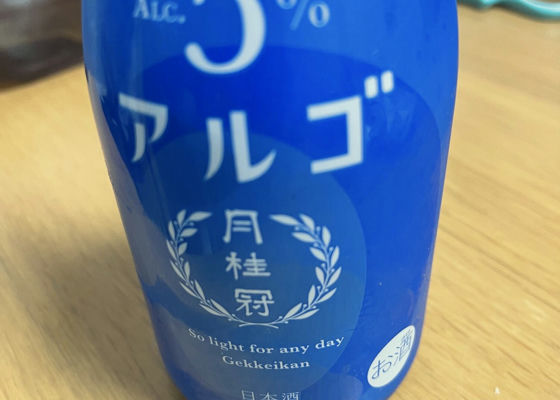 ALC. 5%
アルゴ
月桂冠
So light for any day
Gekkeikan
お酒
日本酒